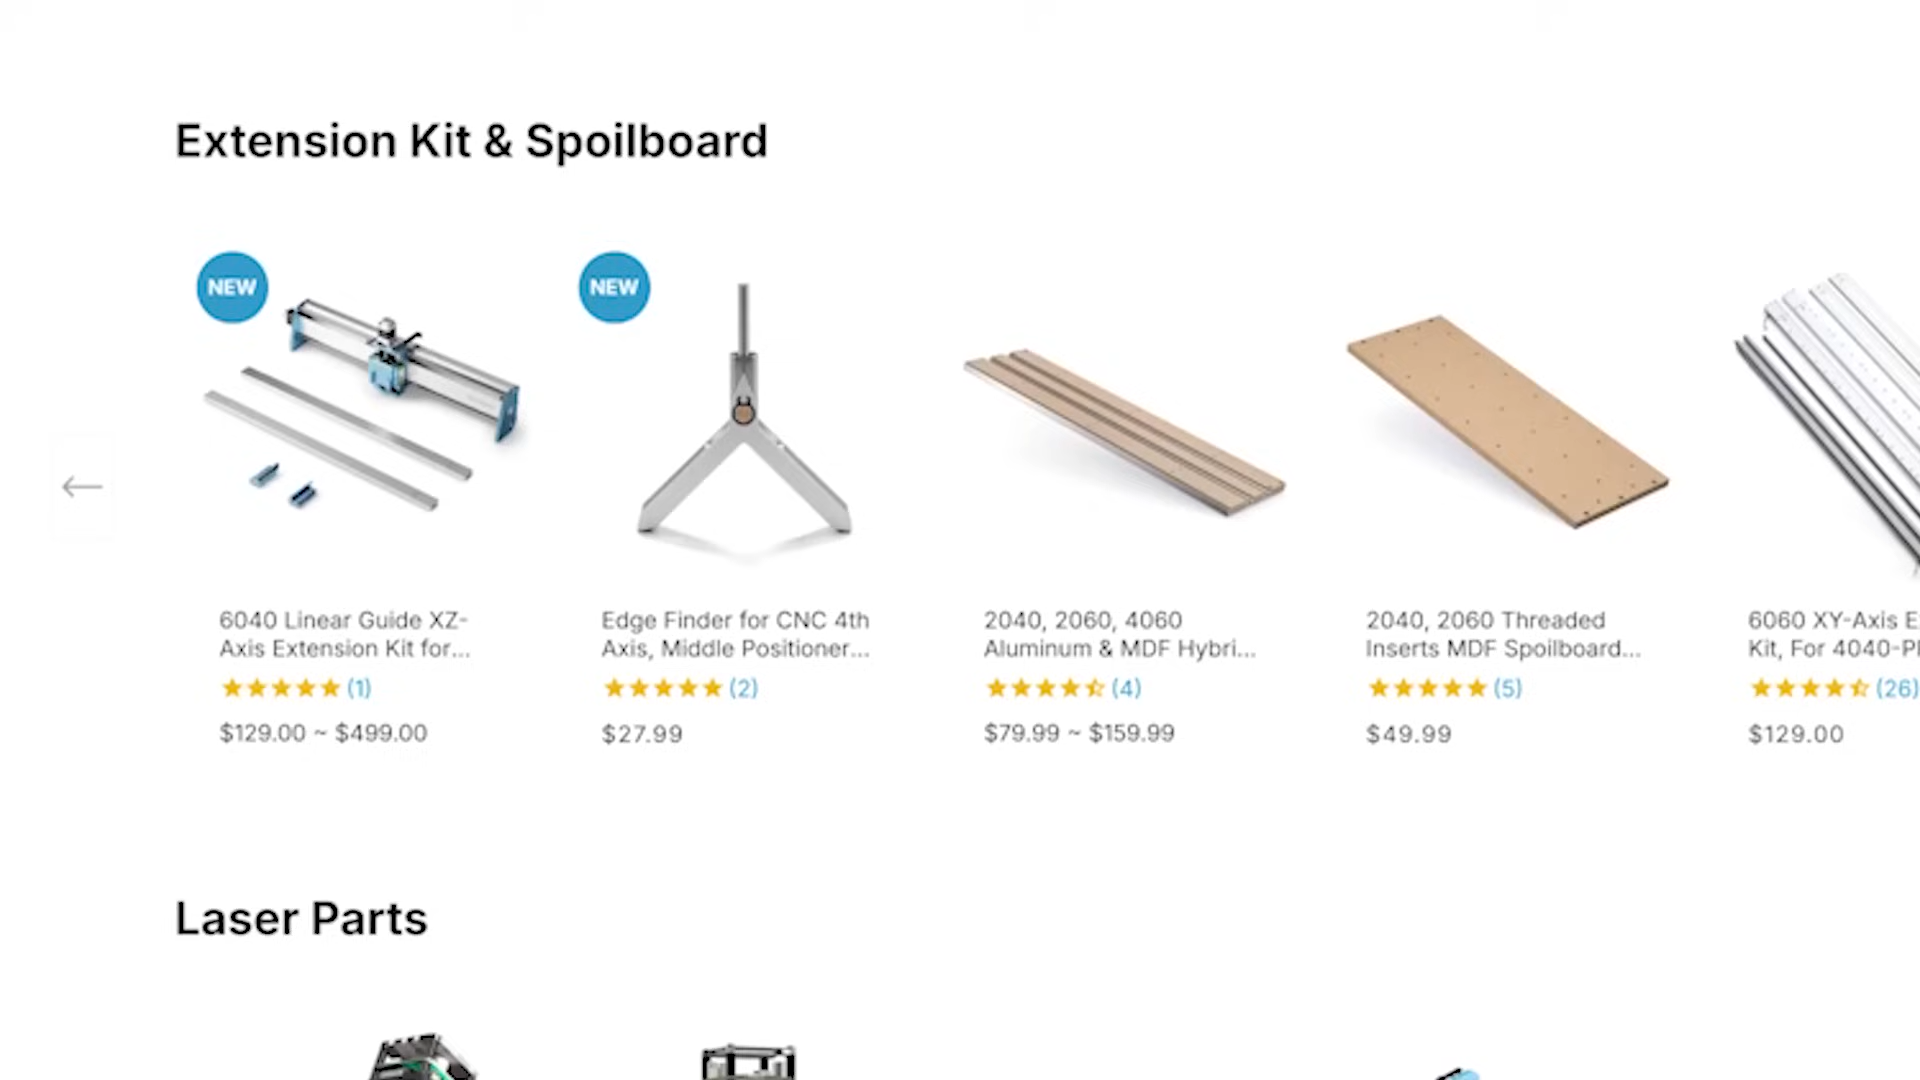 Extension Kit & Spoilboard
NEW
NEW
6040 Linear Guide XZ-
Axis Extension Kit for...
(1)
$129.00 ~ $499.00
Edge Finder for CNC 4th
Axis, Middle Positioner...
(2)
$27.99
2040, 2060, 4060
Aluminum & MDF Hybri...
(4)
$79.99 ~ $159.99
2040, 2060 Threaded
Inserts MDF Spoilboard...
(5)
$49.99
6060 XY-Axis E
Kit, For 4040-P
(26)
$129.00
Laser Parts